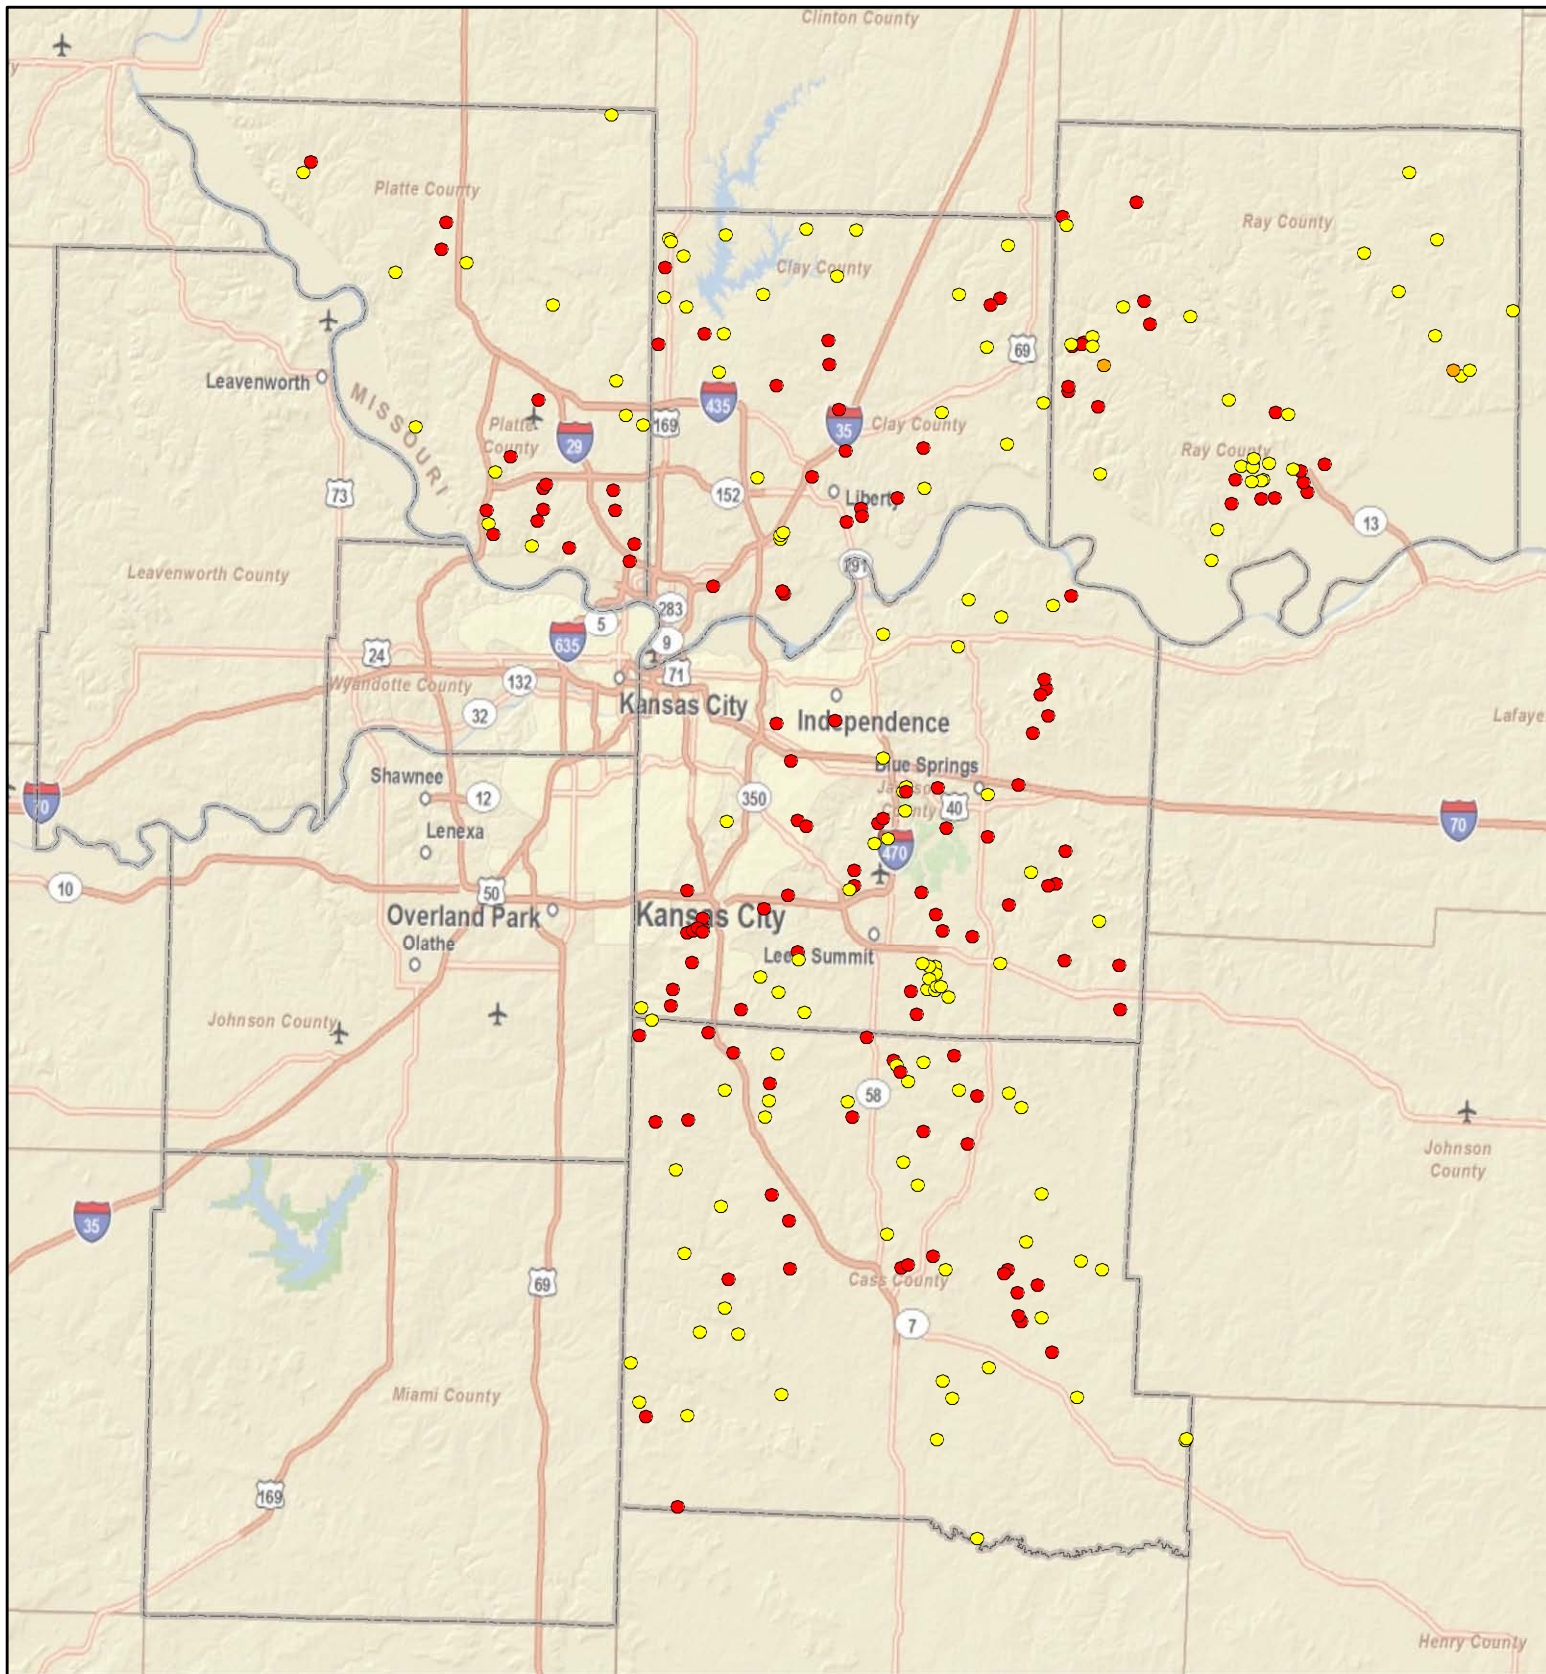 Clinton County
Platte County
Ray County
Clay County
69
Leavenworth
MISSOURI
435
169
Platte
County
29
35
Clay County
Ray County
73
152
Liberty
13
Leavenworth County
291
283
5
635
9
24
71
132
Wyandotte County
Kansas City
32
Independence
Lafaye
Blue Springs
Shawnee
70
12
350
40
County
70
Lenexa
470
10
50
Overland Park
Kansas City
Olathe
Lees Summit
Johnson County
58
Johnson
County
35
69
Cass County
7
Miami County
169
Henry County